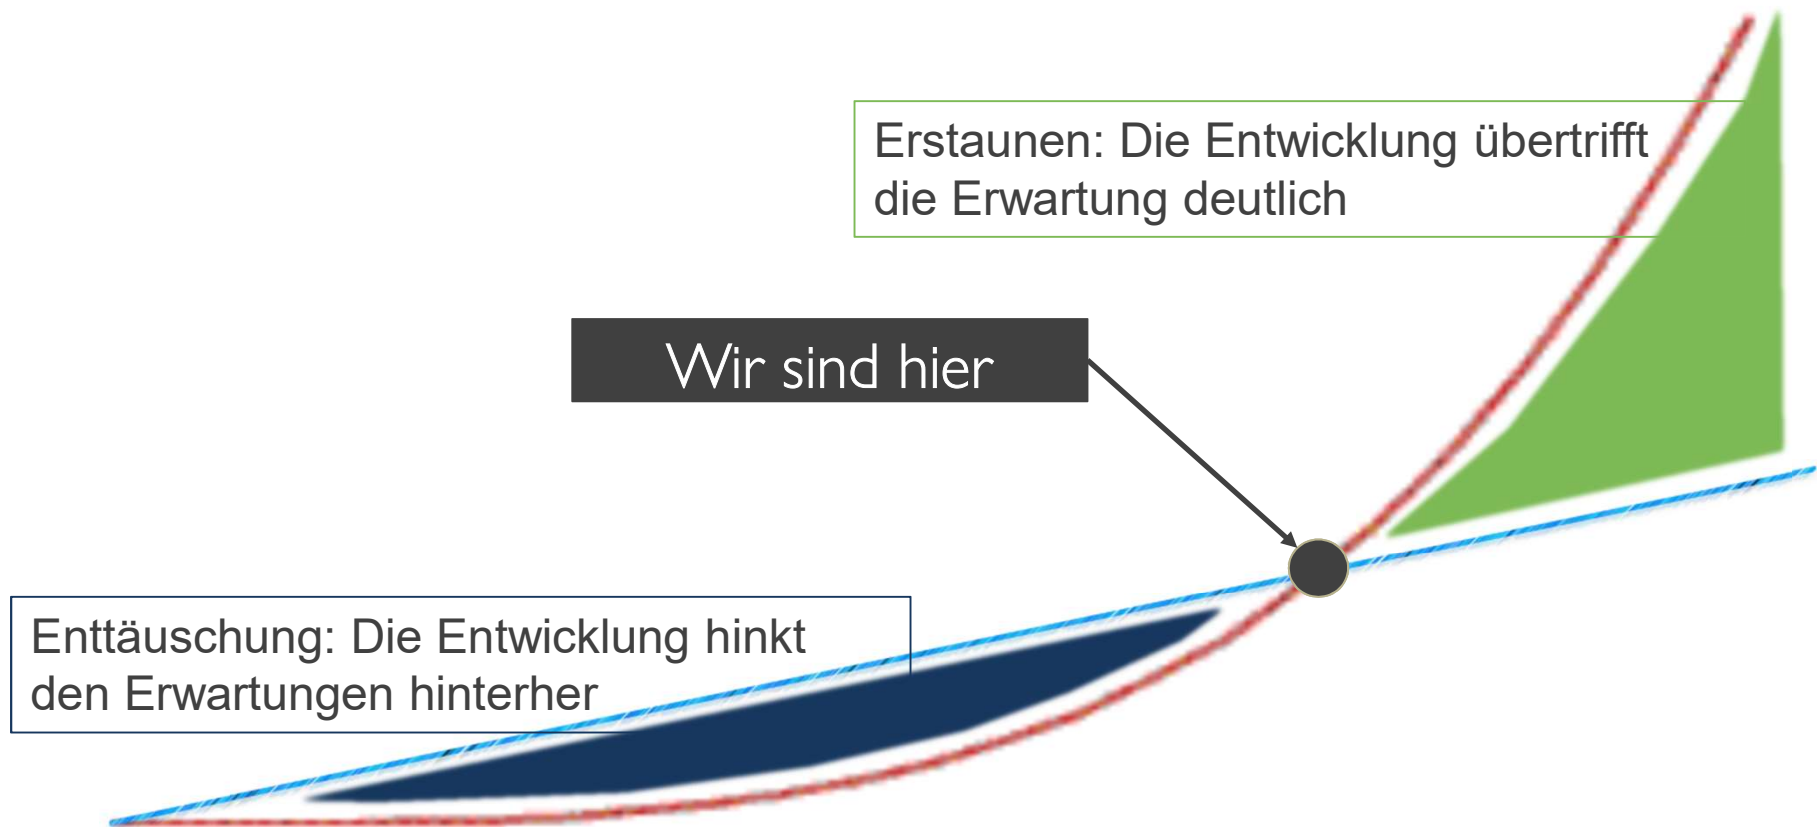 Erstaunen: Die Entwicklung übertrifft
die Erwartung deutlich
Wir sind hier
Enttäuschung: Die Entwicklung hinkt
den Erwartungen hinterher